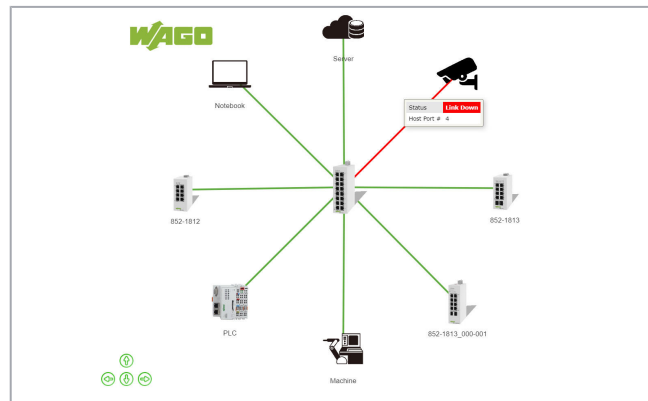 WAGO
Server
Notebook
Status Link Down
Host Port # 4
852-1812
852-1813
PLC
852-1813_000-001
Machine